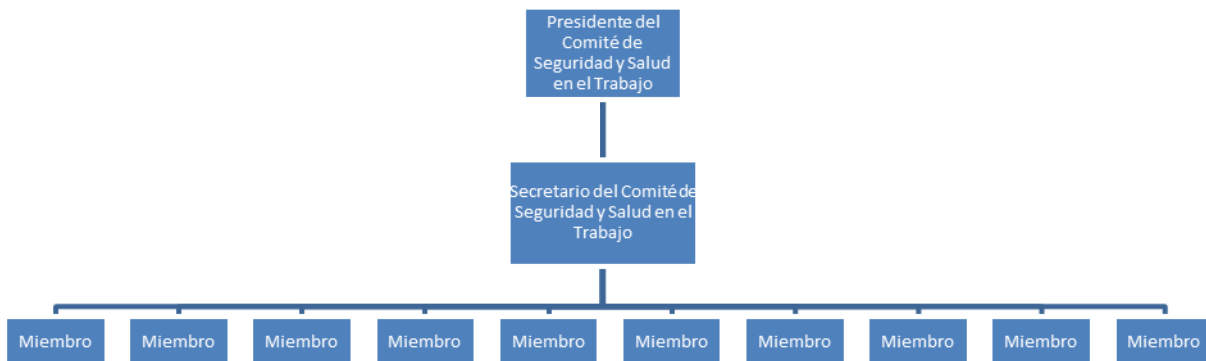 Presidente del
Comité de
Seguridad y Salud
en el Trabajo
Secretario del Comité de
Seguridad y Salud en el
Trabajo
Miembro
Miembro
Miembro
Miembro
Miembro
Miembro
Miembro
Miembro
Miembro
Miembro